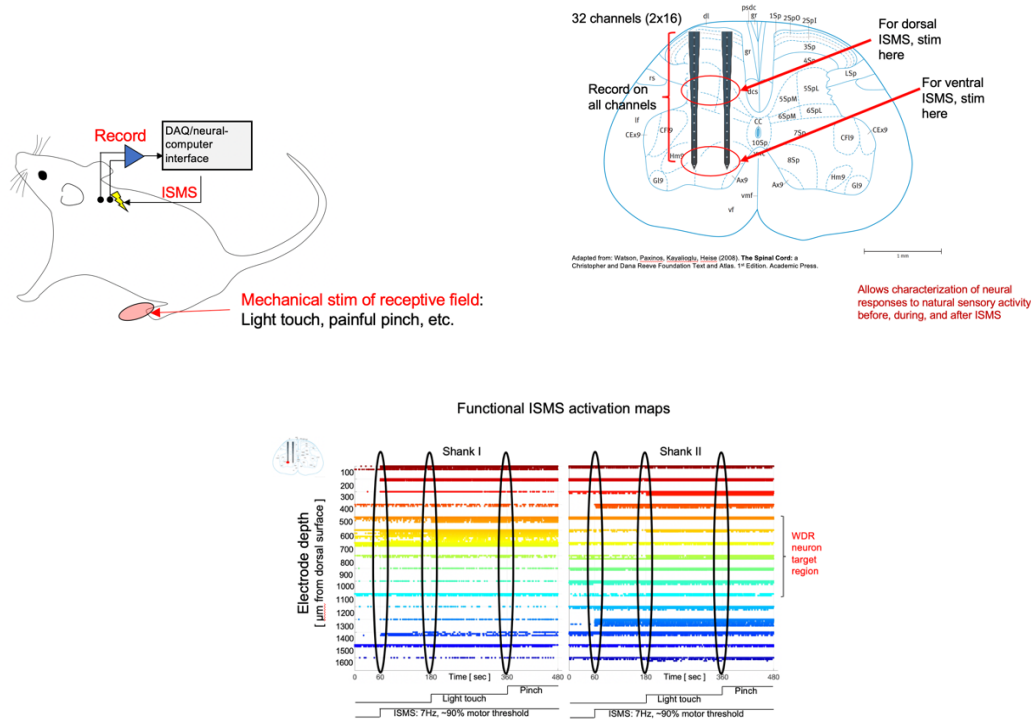 Record
DAQ/neural-
computer
interface
ISMS
Mechanical stim of receptive field:
Light touch, painful pinch, etc.
32 channels (2x16)
Record on
all channels
For dorsal
ISMS, stim
here
For ventral
ISMS, stim
here
psdc
dl
gr
1Sp
2SpO
2SpI
gr
3Sp
4Sp
rs
LSp
dcs
5SpM
5SpL
lf
6SpM
6SpL
CC
CEx9
CFl9
7Sp
CFl9
CEx9
10Sp
Hm9
8Sp
Hm9
Gl9
Ax9
Ax9
Gl9
vmf
vf
1 mm
Adapted from: Watson, Paxinos, Kayalioglu, Heise (2008). The Spinal Cord: a
Christopher and Dana Reeve Foundation Text and Atlas. 1st Edition. Academic Press.
Allows characterization of neural
responses to natural sensory activity
before, during, and after ISMS
Functional ISMS activation maps
Shank I
Shank II
Electrode depth
[ µm from dorsal surface]
100
200
300
400
500
600
700
800
900
1000
1100
1200
1300
1400
1500
1600
WDR
neuron
target
region
Time [ sec ]
Time [ sec ]
0 60 180 360 480
0 60 180 360 480
Pinch
Pinch
Light touch
Light touch
ISMS: 7Hz, ~90% motor threshold
ISMS: 7Hz, ~90% motor threshold